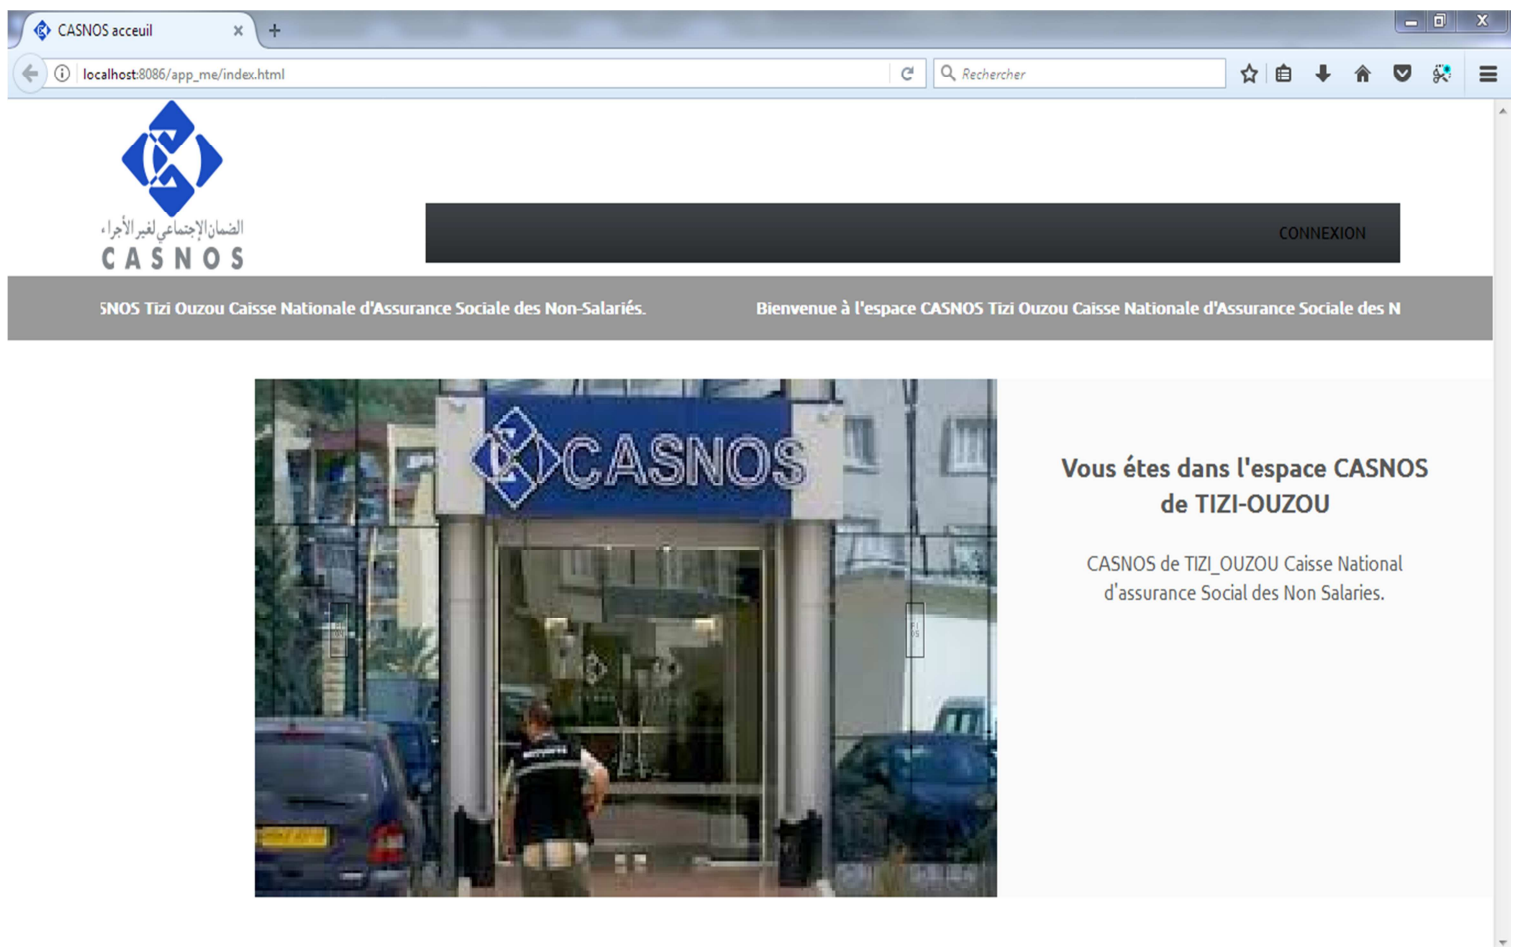 CASNOS acceuil
localhost:8086/app_me/index.html
Rechercher
الضمان الإجتماعي لغير الأجراء
CASNOS
CONNEXION
SNOS Tizi Ouzou Caisse Nationale d'Assurance Sociale des Non-Salariés.
Bienvenue à l'espace CASNOS Tizi Ouzou Caisse Nationale d'Assurance Sociale des N
CASNOS
Vous étes dans l'espace CASNOS
de TIZI-OUZOU
CASNOS de TIZI_OUZOU Caisse National
d'assurance Social des Non Salaries.